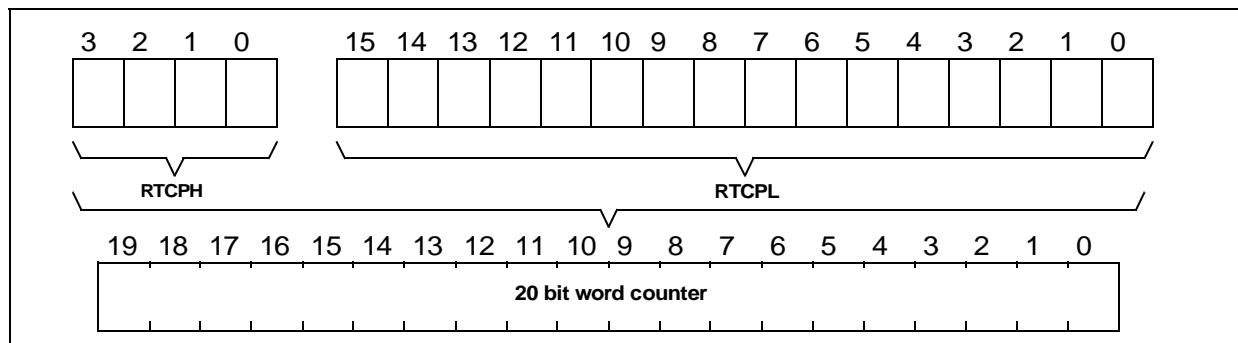 3 2 1 0 15 14 13 12 11 10 9 8 7 6 5 4 3 2 1 0
RTCPH RTCPL
19 18 17 16 15 14 13 12 11 10 9 8 7 6 5 4 3 2 1 0
20 bit word counter